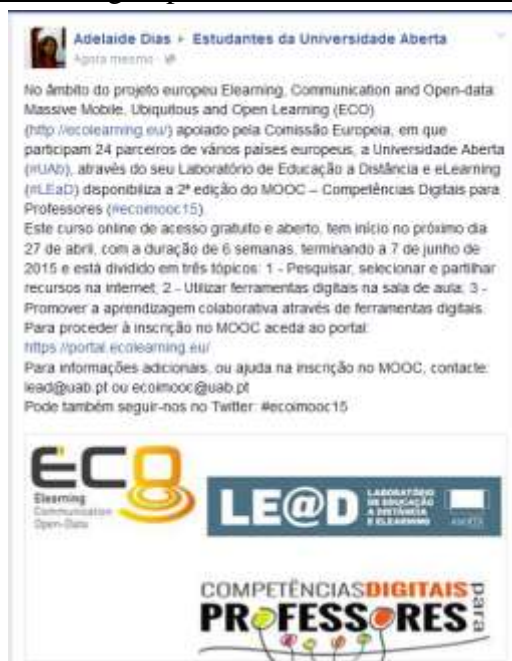 Adelaide Dias ▸ Estudantes da Universidade Aberta
Agora mesmo ·
No âmbito do projeto europeu Elearning, Communication and Open-data:
Massive Mobile, Ubiquitous and Open Learning (ECO)
(http://ecolearning.eu/) apoiado pela Comissão Europeia, em que
participam 24 parceiros de vários países europeus, a Universidade Aberta
(#UAb), através do seu Laboratório de Educação a Distância e eLearning
(#LEaD) disponibiliza a 2ª edição do MOOC – Competências Digitais para
Professores (#ecoimooc15).
Este curso online de acesso gratuito e aberto, tem início no próximo dia
27 de abril, com a duração de 6 semanas, terminando a 7 de junho de
2015 e está dividido em três tópicos: 1 - Pesquisar, selecionar e partilhar
recursos na internet; 2 - Utilizar ferramentas digitais na sala de aula; 3 -
Promover a aprendizagem colaborativa através de ferramentas digitais.
Para proceder à inscrição no MOOC aceda ao portal:
https://portal.ecolearning.eu/
Para informações adicionais, ou ajuda na inscrição no MOOC, contacte:
lead@uab.pt ou ecoimooc@uab.pt
Pode também seguir-nos no Twitter: #ecoimooc15
ECO
Elearning
Communication
Open-Data
LE@D
LABORATÓRIO
DE EDUCAÇÃO
A DISTÂNCIA
E ELEARNING
ABERTA
COMPETÊNCIAS DIGITAIS
para
PROFESSORES